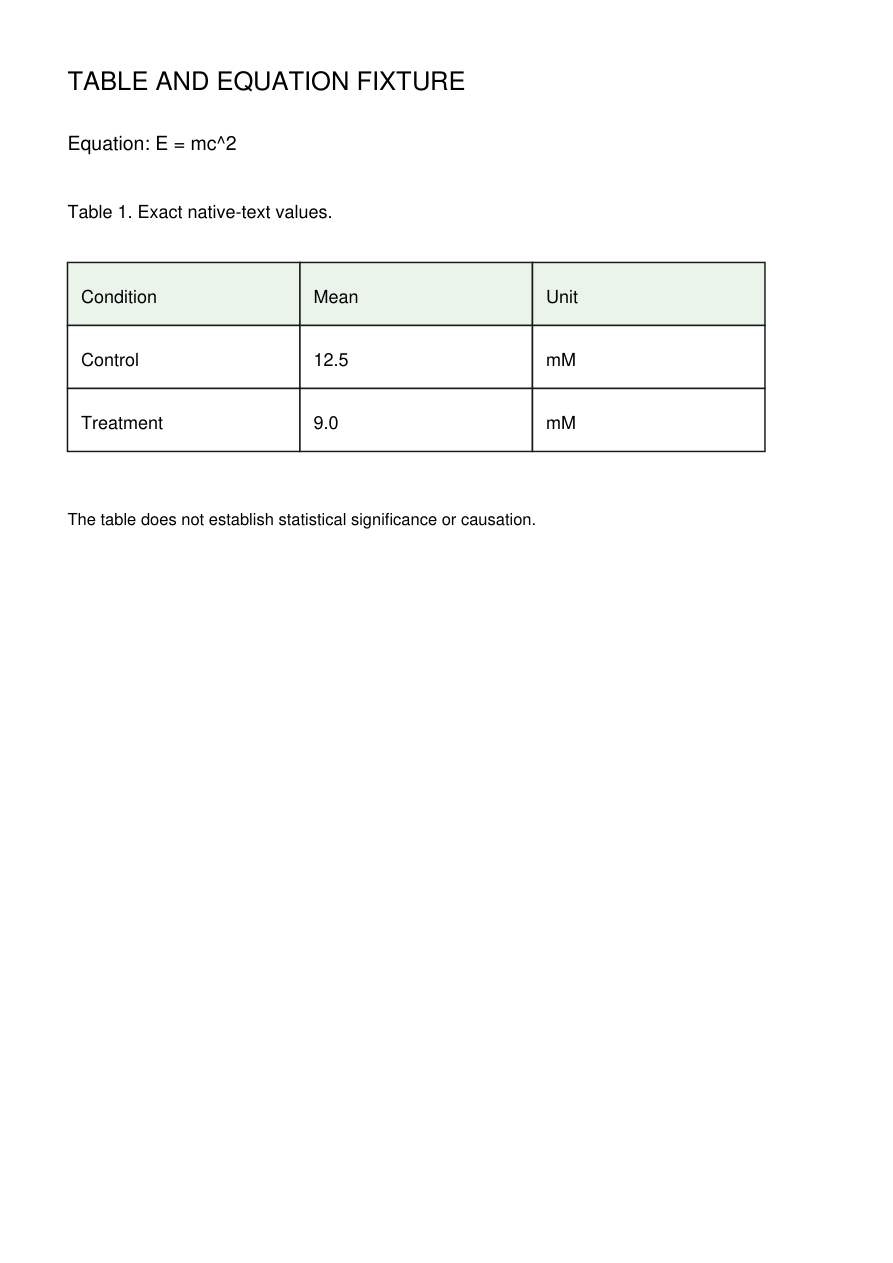 TABLE AND EQUATION FIXTURE
Equation: E = mc^2
Table 1. Exact native-text values.
Condition Mean Unit
Control 12.5 mM
Treatment 9.0 mM
The table does not establish statistical significance or causation.